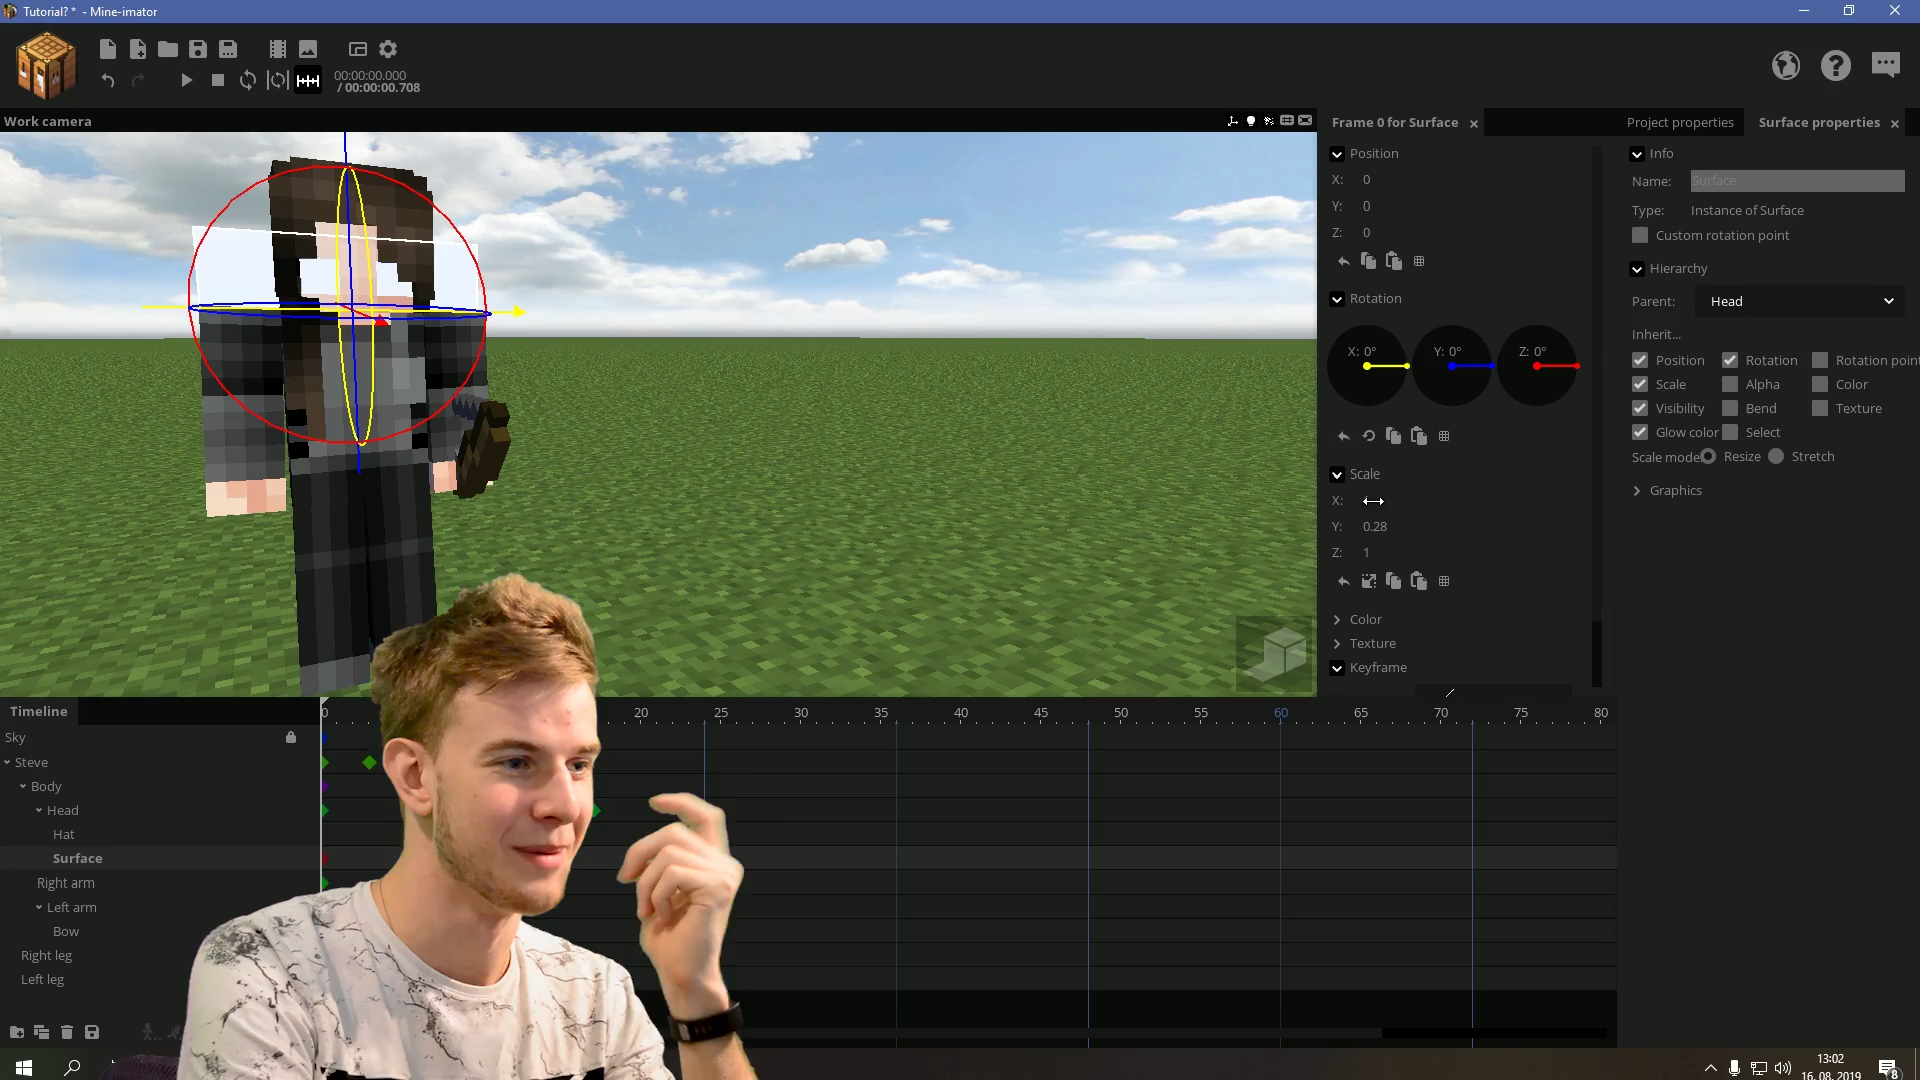 Tutorial? * - Mine-imator
00:00:00.000
/ 00:00:00.708
Work camera
Frame 0 for Surface
Position
X: 0
Y: 0
Z: 0
Rotation
X: 0° Y: 0° Z: 0°
Scale
X:
Y: 0.28
Z: 1
Color
Texture
Keyframe
Project properties Surface properties
Info
Name: Surface
Type: Instance of Surface
Custom rotation point
Hierarchy
Parent: Head
Inherit...
Position Rotation Rotation point
Scale Alpha Color
Visibility Bend Texture
Glow color Select
Scale mode Resize Stretch
Graphics
Timeline
0 20 25 30 35 40 45 50 55 60 65 70 75 80
Sky
Steve
Body
Head
Hat
Surface
Right arm
Left arm
Bow
Right leg
Left leg
13:02
16. 08. 2019
8